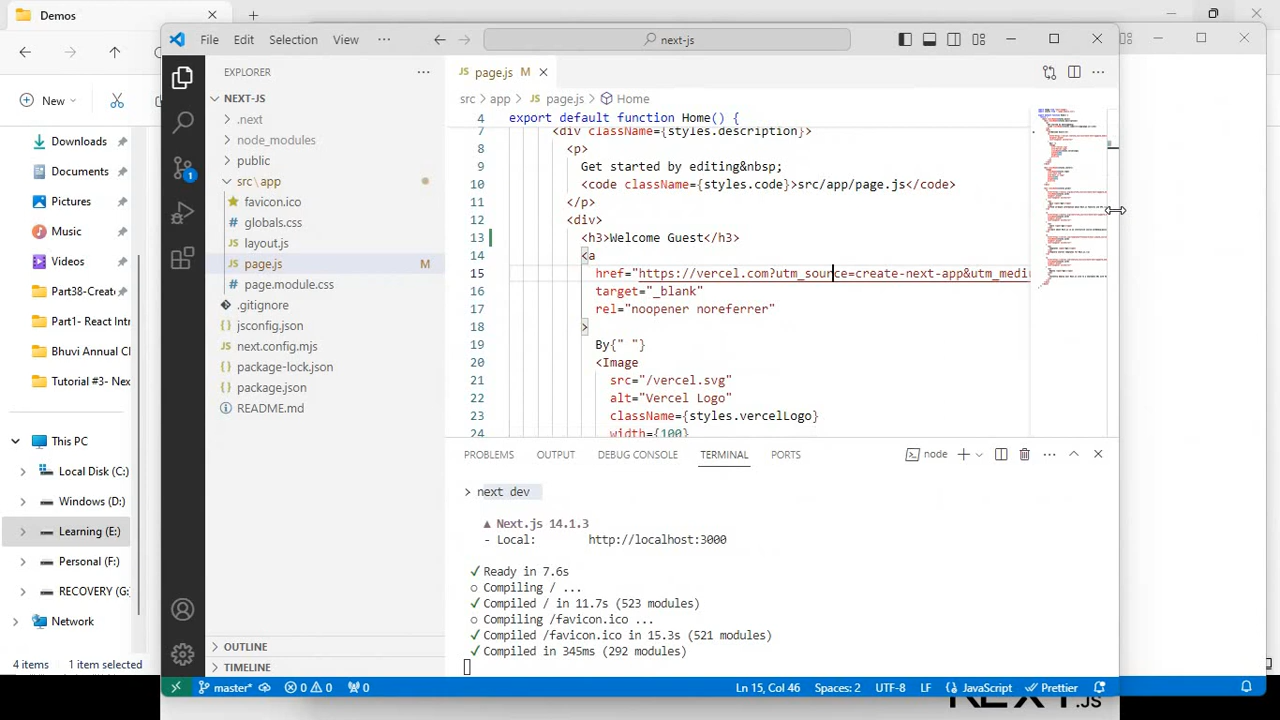 Demos
File Edit Selection View ... next-js
New
Downloads
Documents
Pictures
Music
Videos
Part38-Create
Part1- React Int
Bhuvi Annual Cl
Tutorial #3- Nex
This PC
Local Disk (C:)
Windows (D:)
Learning (E:)
Personal (F:)
RECOVERY (G:
Network
4 items 1 item selected
EXPLORER
NEXT-JS
.next
node_modules
public
src\app
favicon.ico
globals.css
layout.js
page.js M
page.module.css
.gitignore
jsconfig.json
next.config.mjs
package-lock.json
package.json
README.md
OUTLINE
TIMELINE
page.js M
src > app > page.js > Home
4 export default function Home() {
7 <div className={styles.description}>
8 <p>
9 Get started by editing&nbsp;
10 <code className={styles.code}>src/app/page.js</code>
11 </p>
12 <div>
13 <h3>Welcome Guest</h3>
14 <a
15 href="https://vercel.com?utm_source=create-next-app&utm_mediu
16 target="_blank"
17 rel="noopener noreferrer"
18 >
19 By{" "}
20 <Image
21 src="/vercel.svg"
22 alt="Vercel Logo"
23 className={styles.vercelLogo}
24 width={100}
PROBLEMS OUTPUT DEBUG CONSOLE TERMINAL PORTS node
> next dev
▲ Next.js 14.1.3
- Local: http://localhost:3000
✓ Ready in 7.6s
○ Compiling / ...
✓ Compiled / in 11.7s (523 modules)
○ Compiling /favicon.ico ...
✓ Compiled /favicon.ico in 15.3s (521 modules)
✓ Compiled in 345ms (292 modules)
1
master* 0 0 0 Ln 15, Col 46 Spaces: 2 UTF-8 LF {} JavaScript Prettier
NEXT.JS